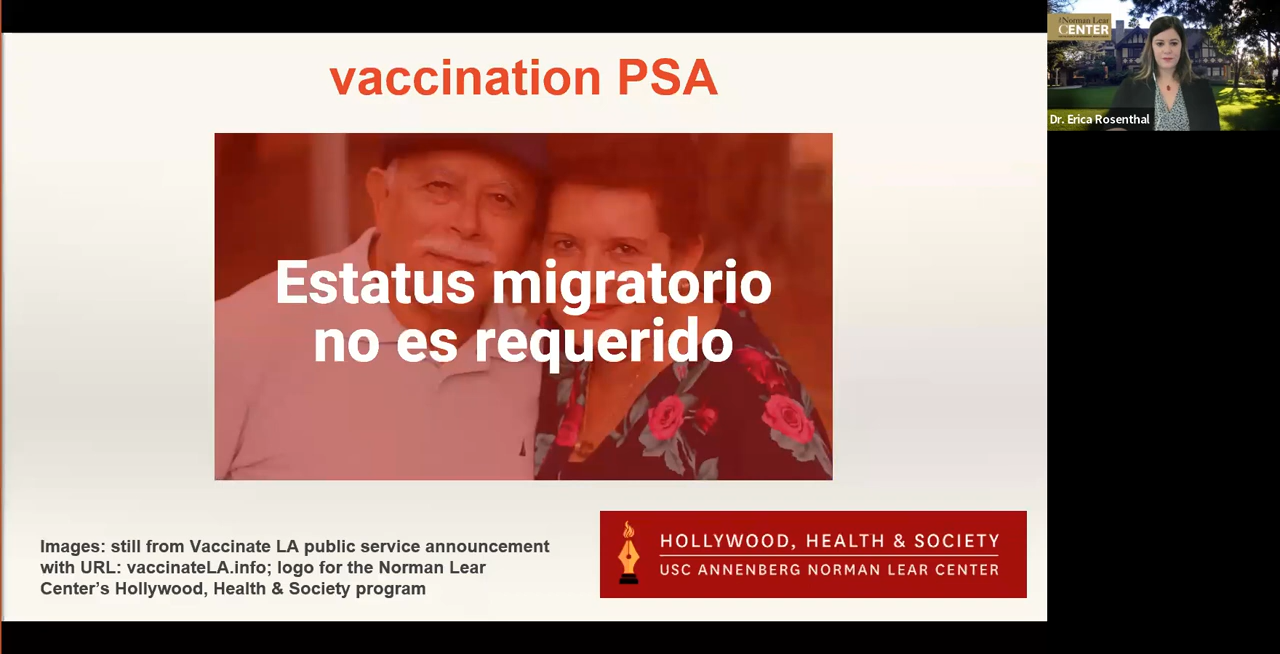 vaccination PSA
Estatus migratorio
no es requerido
Images: still from Vaccinate LA public service announcement
with URL: vaccinateLA.info; logo for the Norman Lear
Center’s Hollywood, Health & Society program
HOLLYWOOD, HEALTH & SOCIETY
USC ANNENBERG NORMAN LEAR CENTER
The Norman Lear
CENTER
Dr. Erica Rosenthal